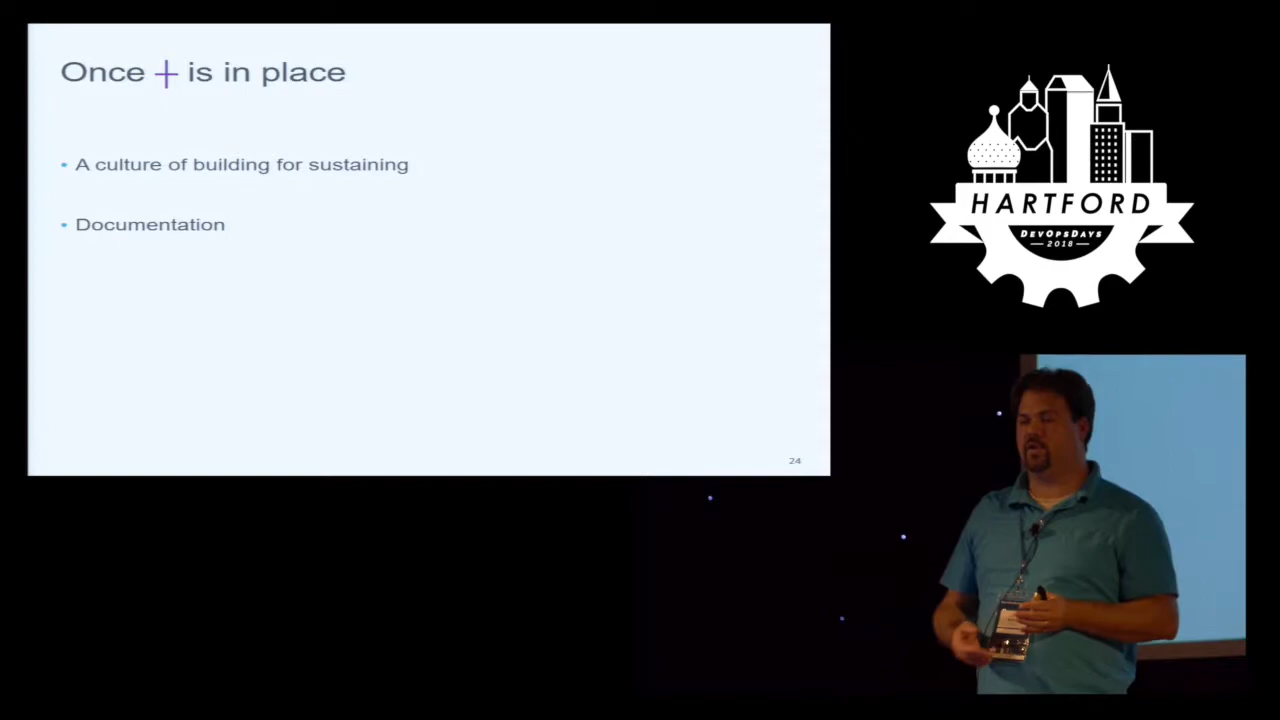 Once + is in place
• A culture of building for sustaining
• Documentation
24
HARTFORD
DEVOPSDAYS
— 2018 —